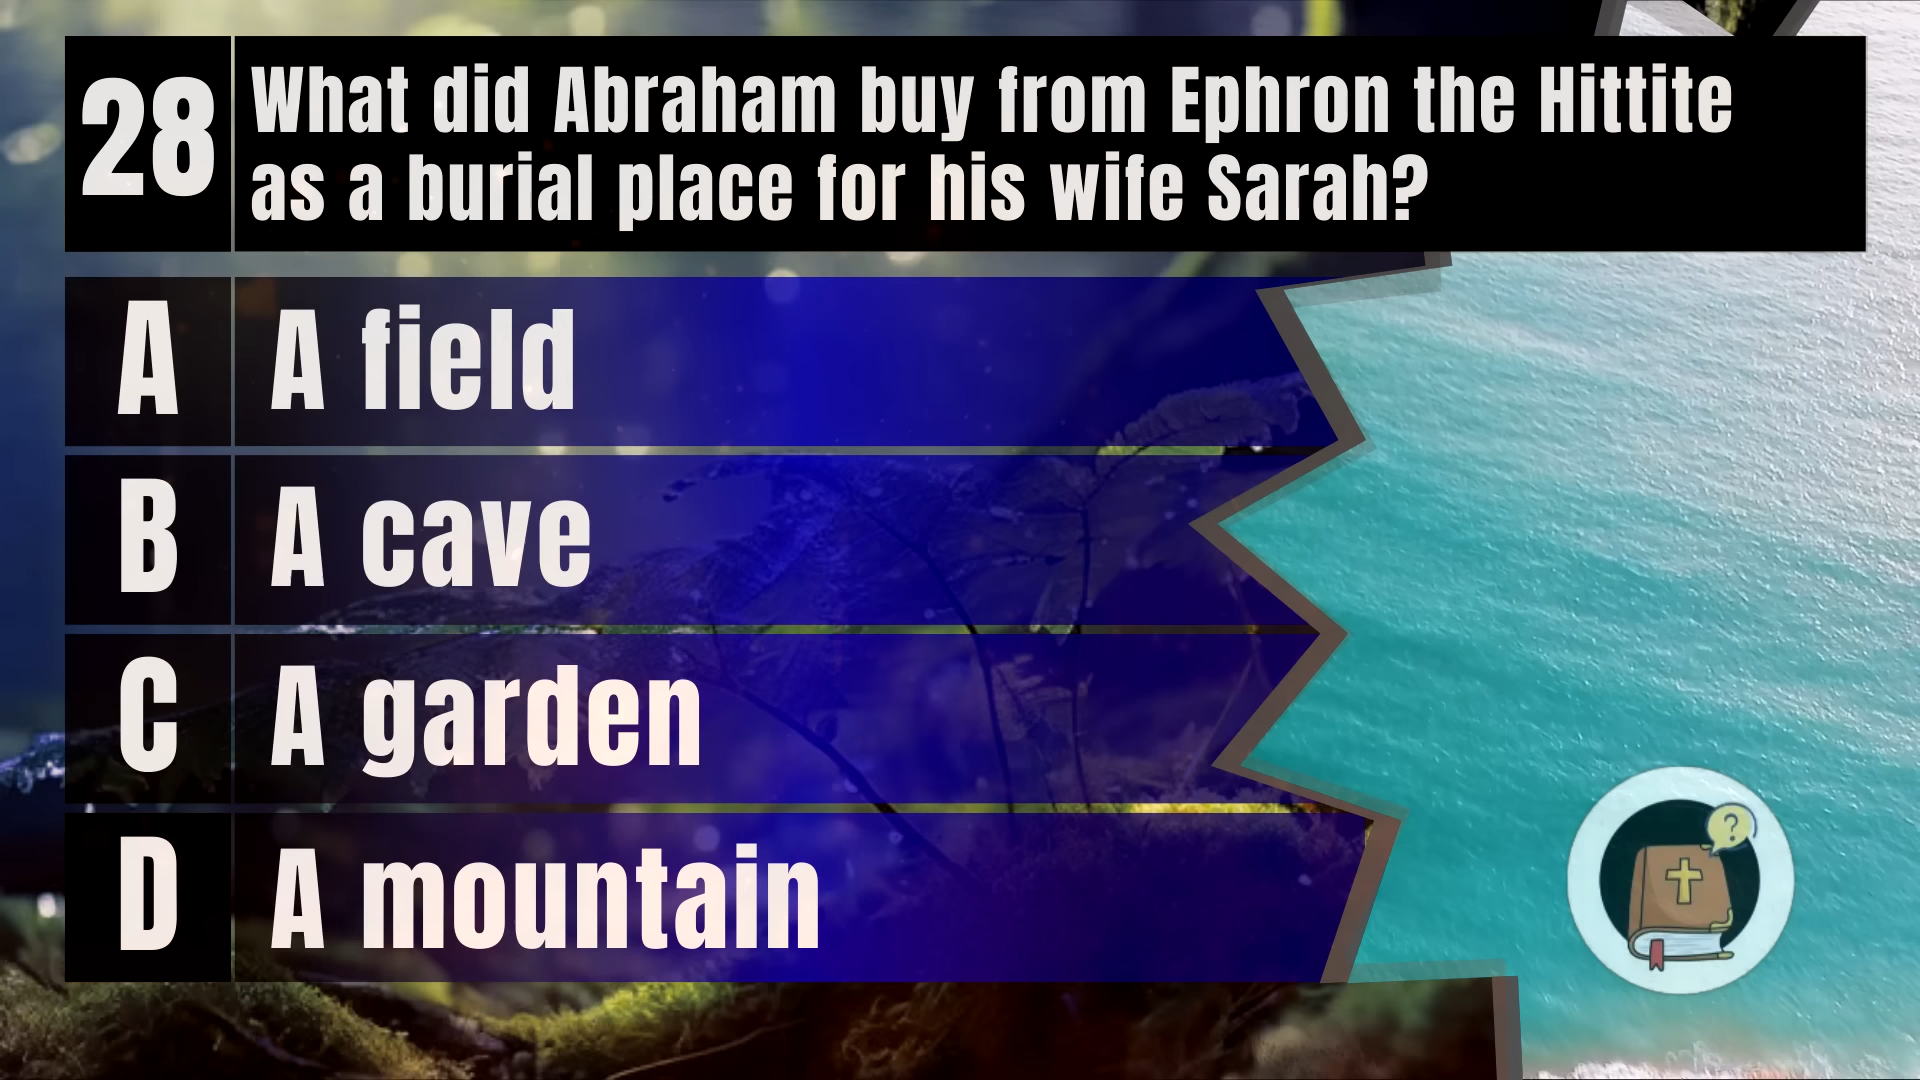 28
What did Abraham buy from Ephron the Hittite
as a burial place for his wife Sarah?
A
A field
B
A cave
C
A garden
D
A mountain
?